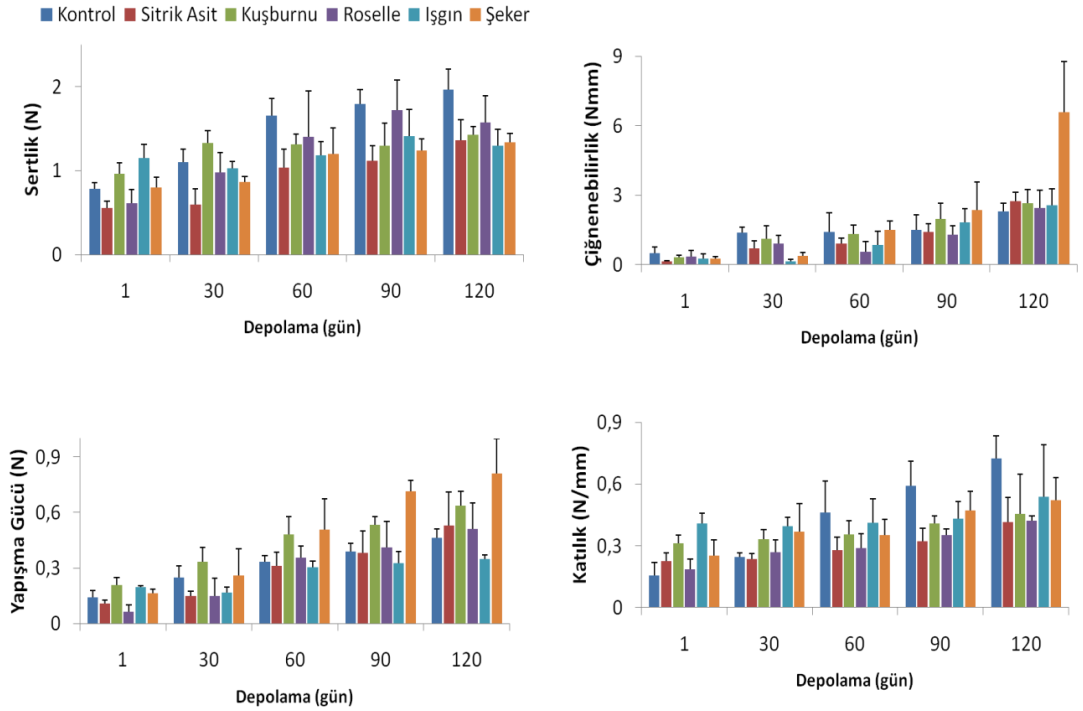 Kontrol Sitrik Asit Kuşburnu Roselle Işgın Şeker
Sertlik (N)
2
1
0
1 30 60 90 120
Depolama (gün)
Çiğnenebilirlik (Nmm)
9
6
3
0
1 30 60 90 120
Depolama (gün)
Yapışma Gücü (N)
0,9
0,6
0,3
0
1 30 60 90 120
Depolama (gün)
Katılık (N/mm)
0,9
0,6
0,3
0
1 30 60 90 120
Depolama (gün)